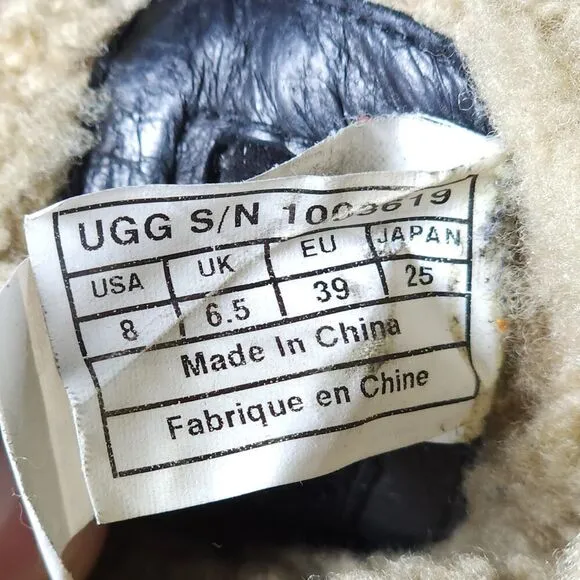 UGG S/N
USA UK EU JAPAN
8 6.5 39 25
Made In China
Fabrique en Chine